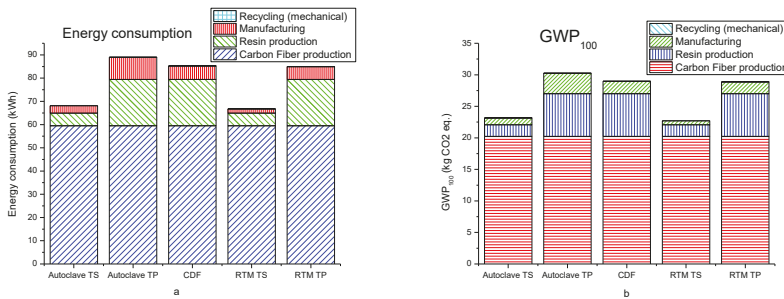 Energy consumption
Recycling (mechanical)
Manufacturing
Resin production
Carbon Fiber production
90
80
70
60
50
40
30
20
10
0
Energy consumption (kWh)
Autoclave TS
Autoclave TP
CDF
RTM TS
RTM TP
a
GWP₁₀₀
Recycling (mechanical)
Manufacturing
Resin production
Carbon Fiber production
35
30
25
20
15
10
5
0
GWP₁₀₀ (kg CO2 eq.)
Autoclave TS
Autoclave TP
CDF
RTM TS
RTM TP
b